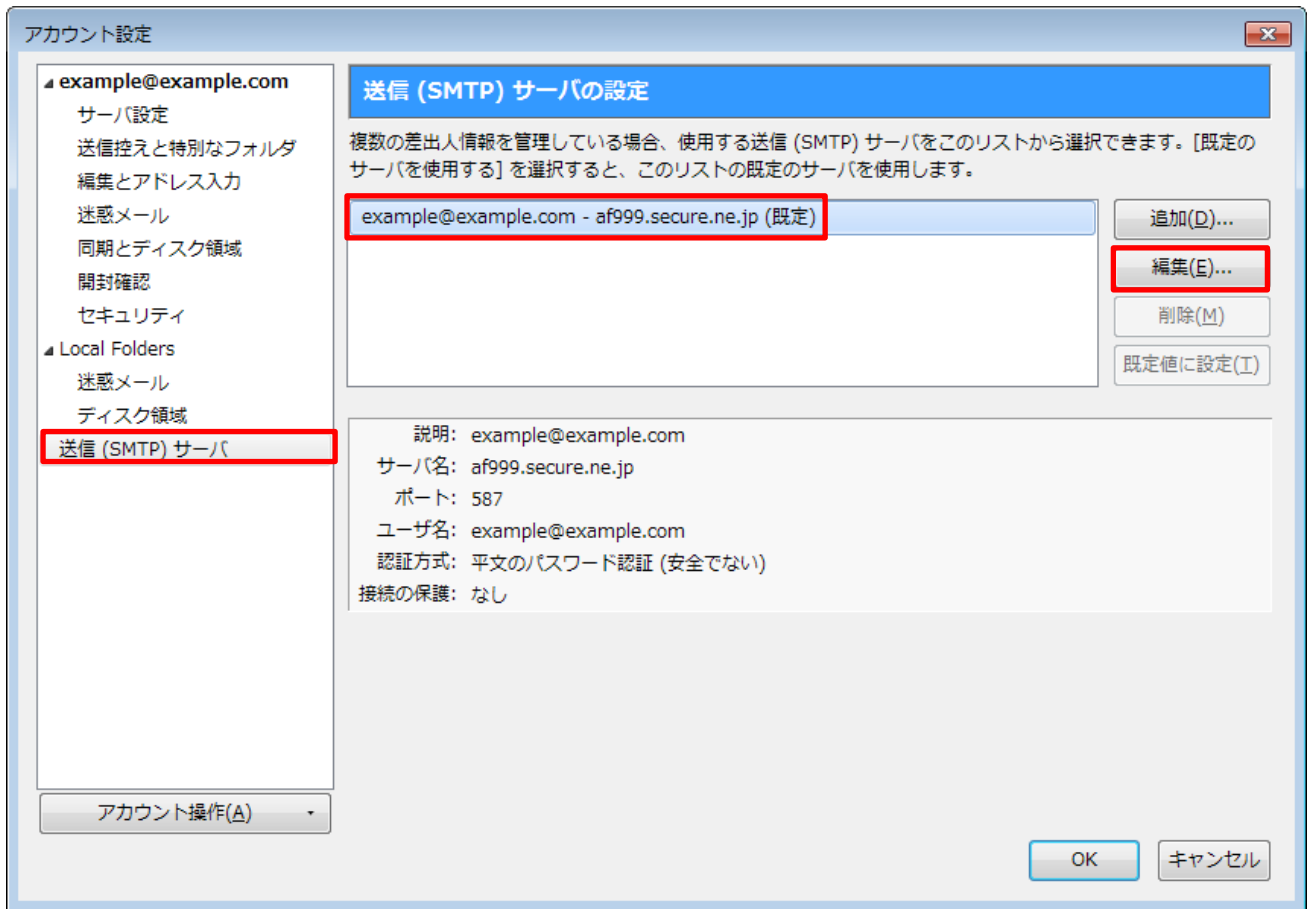 アカウント設定
example@example.com
サーバ設定
送信控えと特別なフォルダ
編集とアドレス入力
迷惑メール
同期とディスク領域
開封確認
セキュリティ
Local Folders
迷惑メール
ディスク領域
送信 (SMTP) サーバ
アカウント操作(A)
送信 (SMTP) サーバの設定
複数の差出人情報を管理している場合、使用する送信 (SMTP) サーバをこのリストから選択できます。[既定の
サーバを使用する] を選択すると、このリストの既定のサーバを使用します。
example@example.com - af999.secure.ne.jp (既定)
追加(D)...
編集(E)...
削除(M)
既定値に設定(T)
説明: example@example.com
サーバ名: af999.secure.ne.jp
ポート: 587
ユーザ名: example@example.com
認証方式: 平文のパスワード認証 (安全でない)
接続の保護: なし
OK
キャンセル